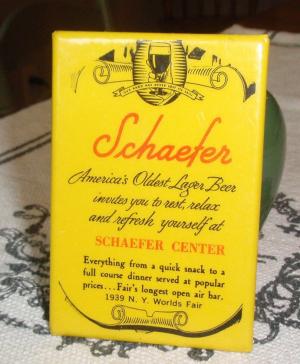 Schaefer
America's Oldest Lager Beer
invites you to rest, relax
and refresh yourself at
SCHAEFER CENTER
Everything from a quick snack to a
full course dinner served at popular
prices...Fair's longest open air bar.
1939 N. Y. Worlds Fair